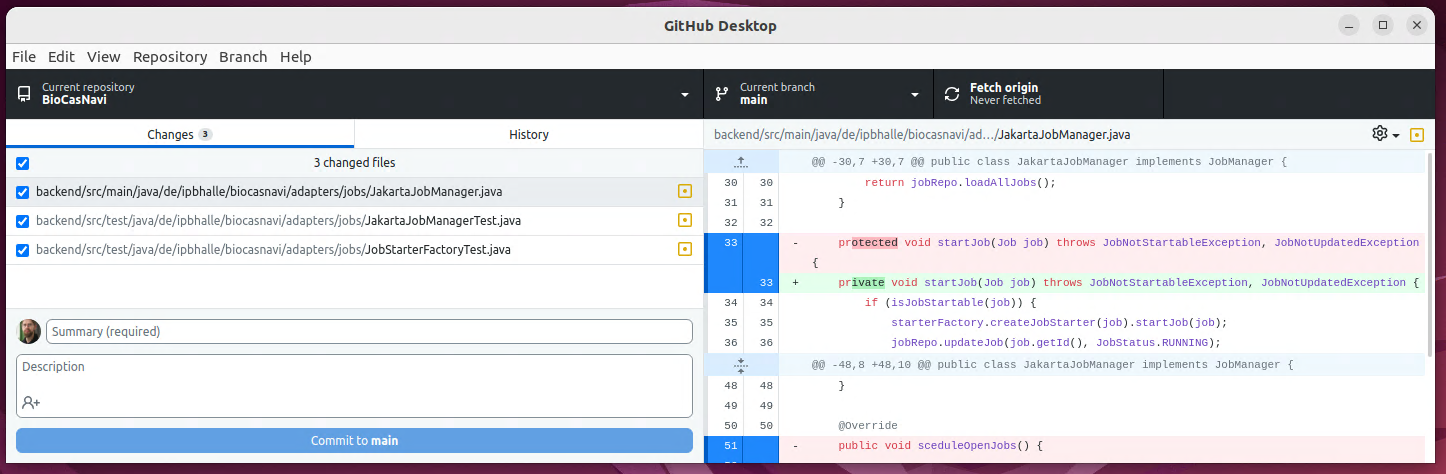 GitHub Desktop
File Edit View Repository Branch Help
Current repository
BioCasNavi
Current branch
main
Fetch origin
Never fetched
Changes 3
History
3 changed files
backend/src/main/java/de/ipbhalle/biocasnavi/adapters/jobs/JakartaJobManager.java
backend/src/test/java/de/ipbhalle/biocasnavi/adapters/jobs/JakartaJobManagerTest.java
backend/src/test/java/de/ipbhalle/biocasnavi/adapters/jobs/JobStarterFactoryTest.java
Summary (required)
Description
Commit to main
backend/src/main/java/de/ipbhalle/biocasnavi/ad…/JakartaJobManager.java
@@ -30,7 +30,7 @@ public class JakartaJobManager implements JobManager {
30 30 return jobRepo.loadAllJobs();
31 31 }
32 32
33 - protected void startJob(Job job) throws JobNotStartableException, JobNotUpdatedException
{
33 + private void startJob(Job job) throws JobNotStartableException, JobNotUpdatedException {
34 34 if (isJobStartable(job)) {
35 35 starterFactory.createJobStarter(job).startJob(job);
36 36 jobRepo.updateJob(job.getId(), JobStatus.RUNNING);
@@ -48,8 +48,10 @@ public class JakartaJobManager implements JobManager {
48 48 }
49 49
50 50 @Override
51 - public void sceduleOpenJobs() {